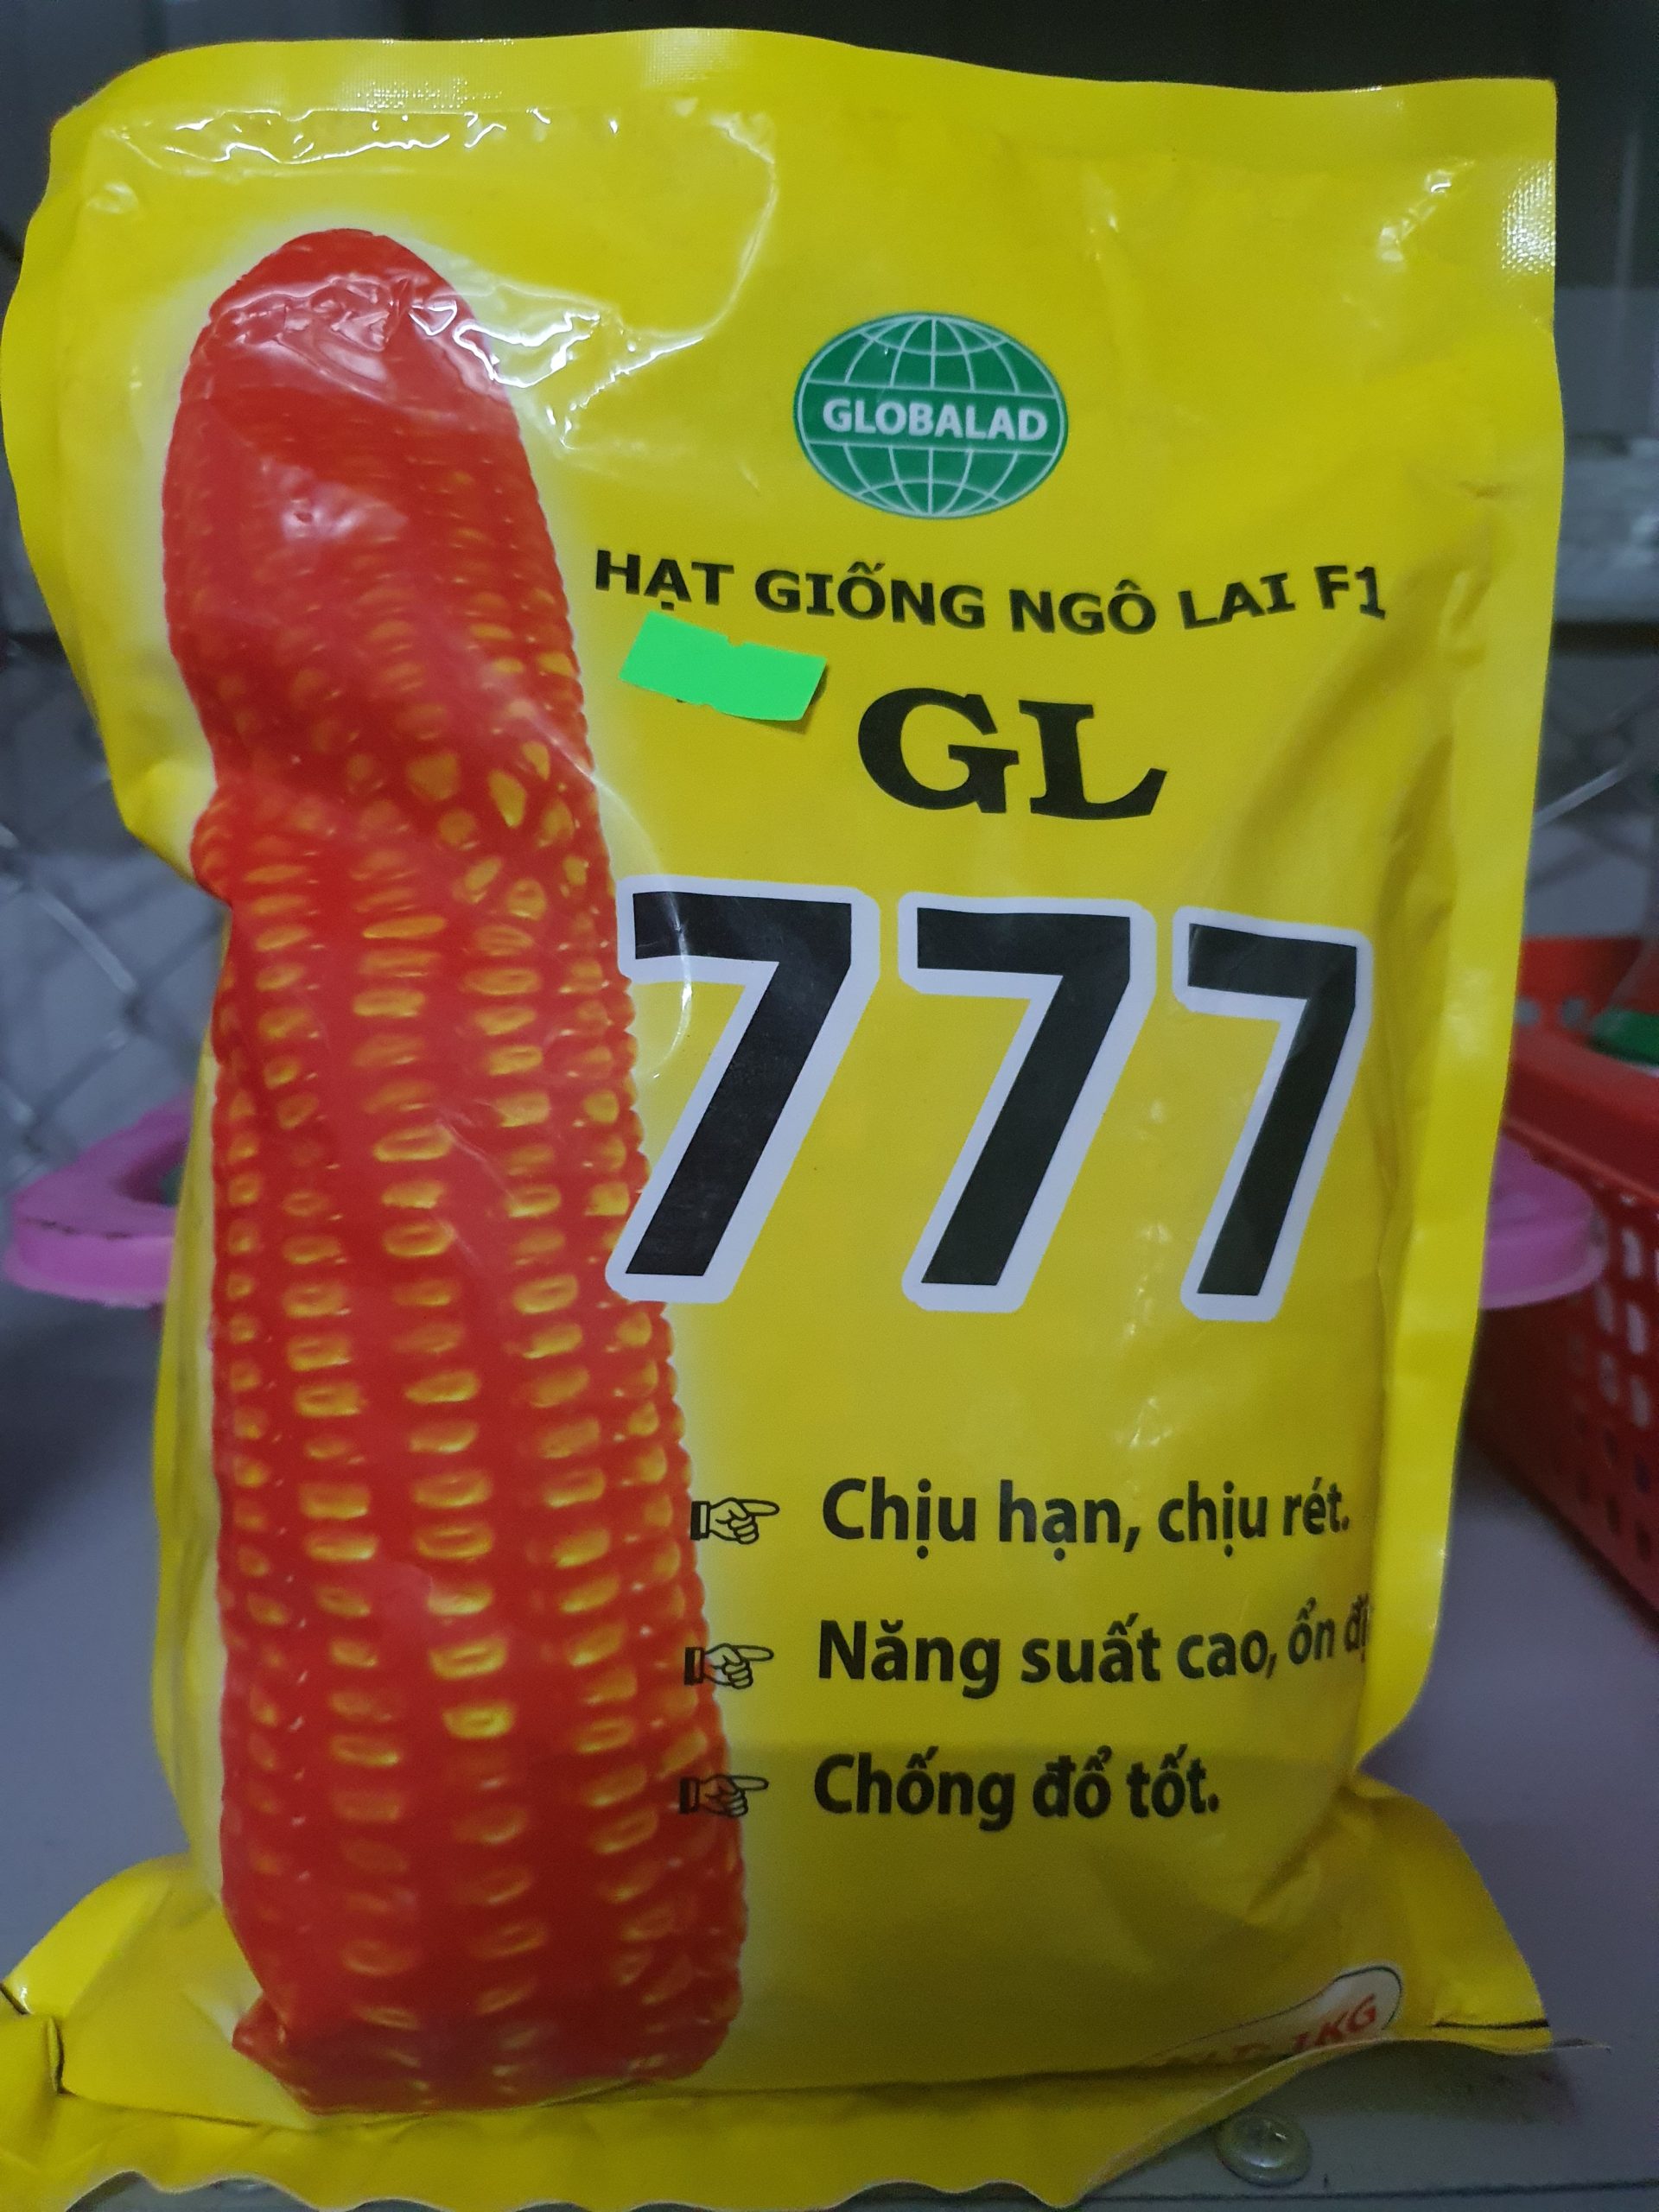 GLOBALAD
HẠT GIỐNG NGÔ LAI F1
GL
777
Chịu hạn, chịu rét.
Năng suất cao, ổn
Chống đổ tốt.
1KG